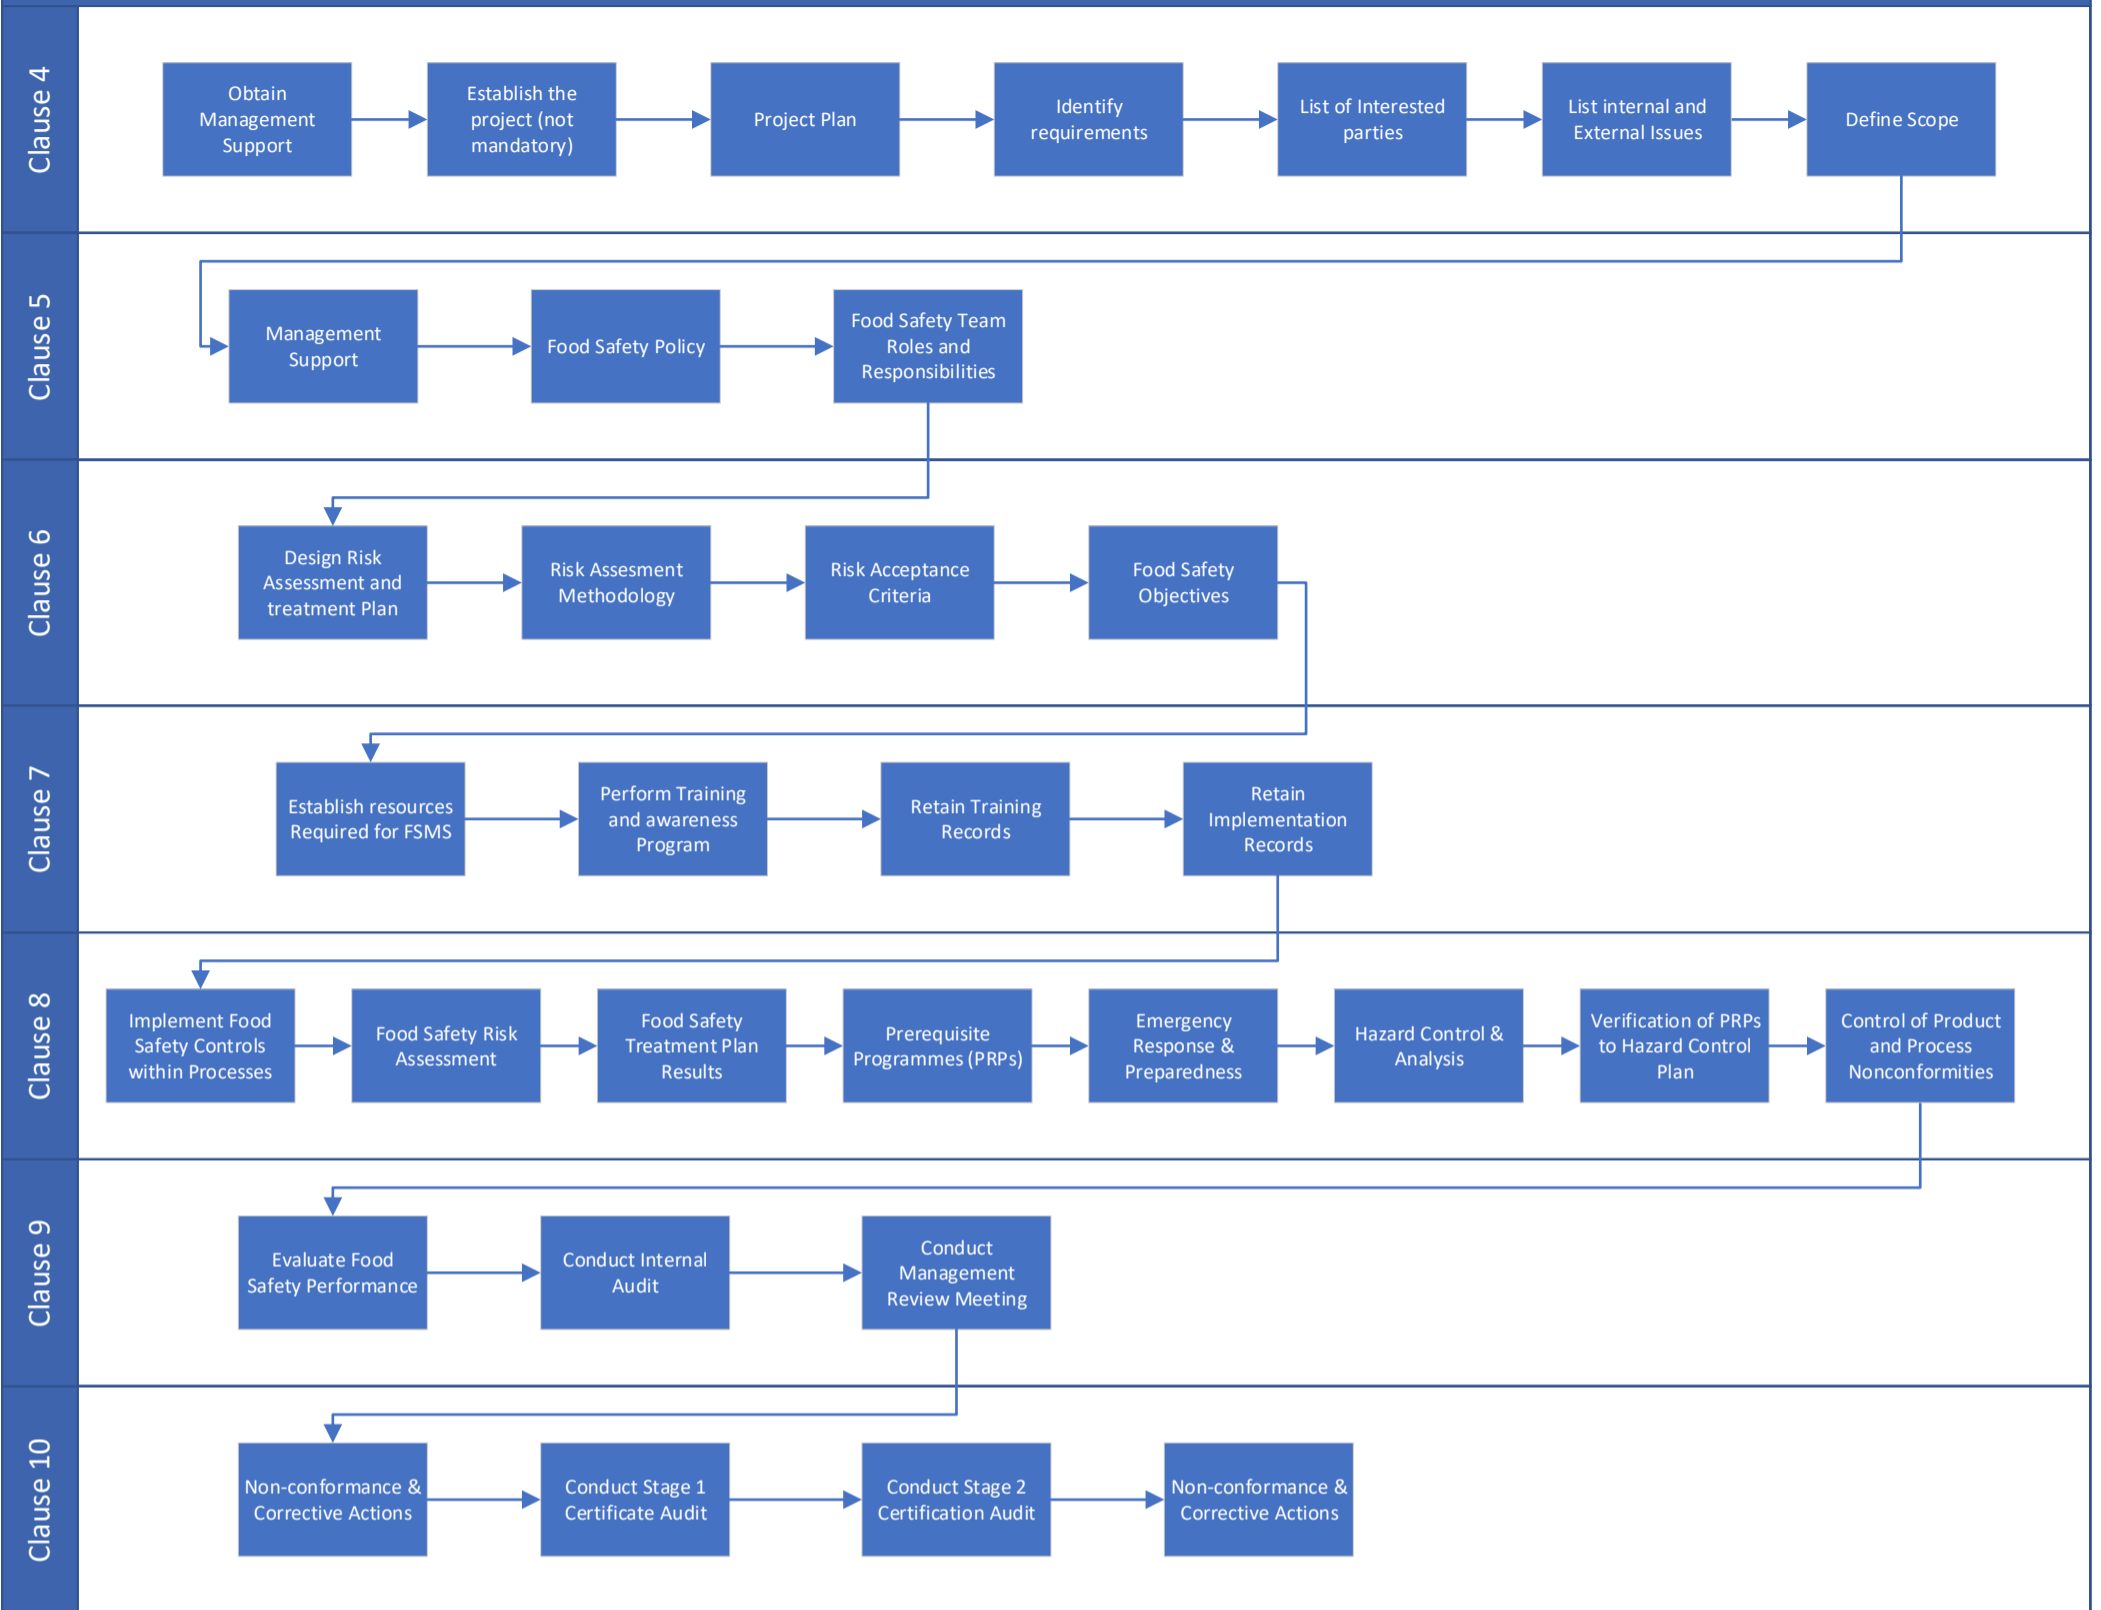 Clause 4
Obtain
Management
Support
Establish the
project (not
mandatory)
Project Plan
Identify
requirements
List of Interested
parties
List internal and
External Issues
Define Scope
Clause 5
Management
Support
Food Safety Policy
Food Safety Team
Roles and
Responsibilities
Clause 6
Design Risk
Assessment and
treatment Plan
Risk Assesment
Methodology
Risk Acceptance
Criteria
Food Safety
Objectives
Clause 7
Establish resources
Required for FSMS
Perform Training
and awareness
Program
Retain Training
Records
Retain
Implementation
Records
Clause 8
Implement Food
Safety Controls
within Processes
Food Safety Risk
Assessment
Food Safety
Treatment Plan
Results
Prerequisite
Programmes (PRPs)
Emergency
Response &
Preparedness
Hazard Control &
Analysis
Verification of PRPs
to Hazard Control
Plan
Control of Product
and Process
Nonconformities
Clause 9
Evaluate Food
Safety Performance
Conduct Internal
Audit
Conduct
Management
Review Meeting
Clause 10
Non-conformance &
Corrective Actions
Conduct Stage 1
Certificate Audit
Conduct Stage 2
Certification Audit
Non-conformance &
Corrective Actions